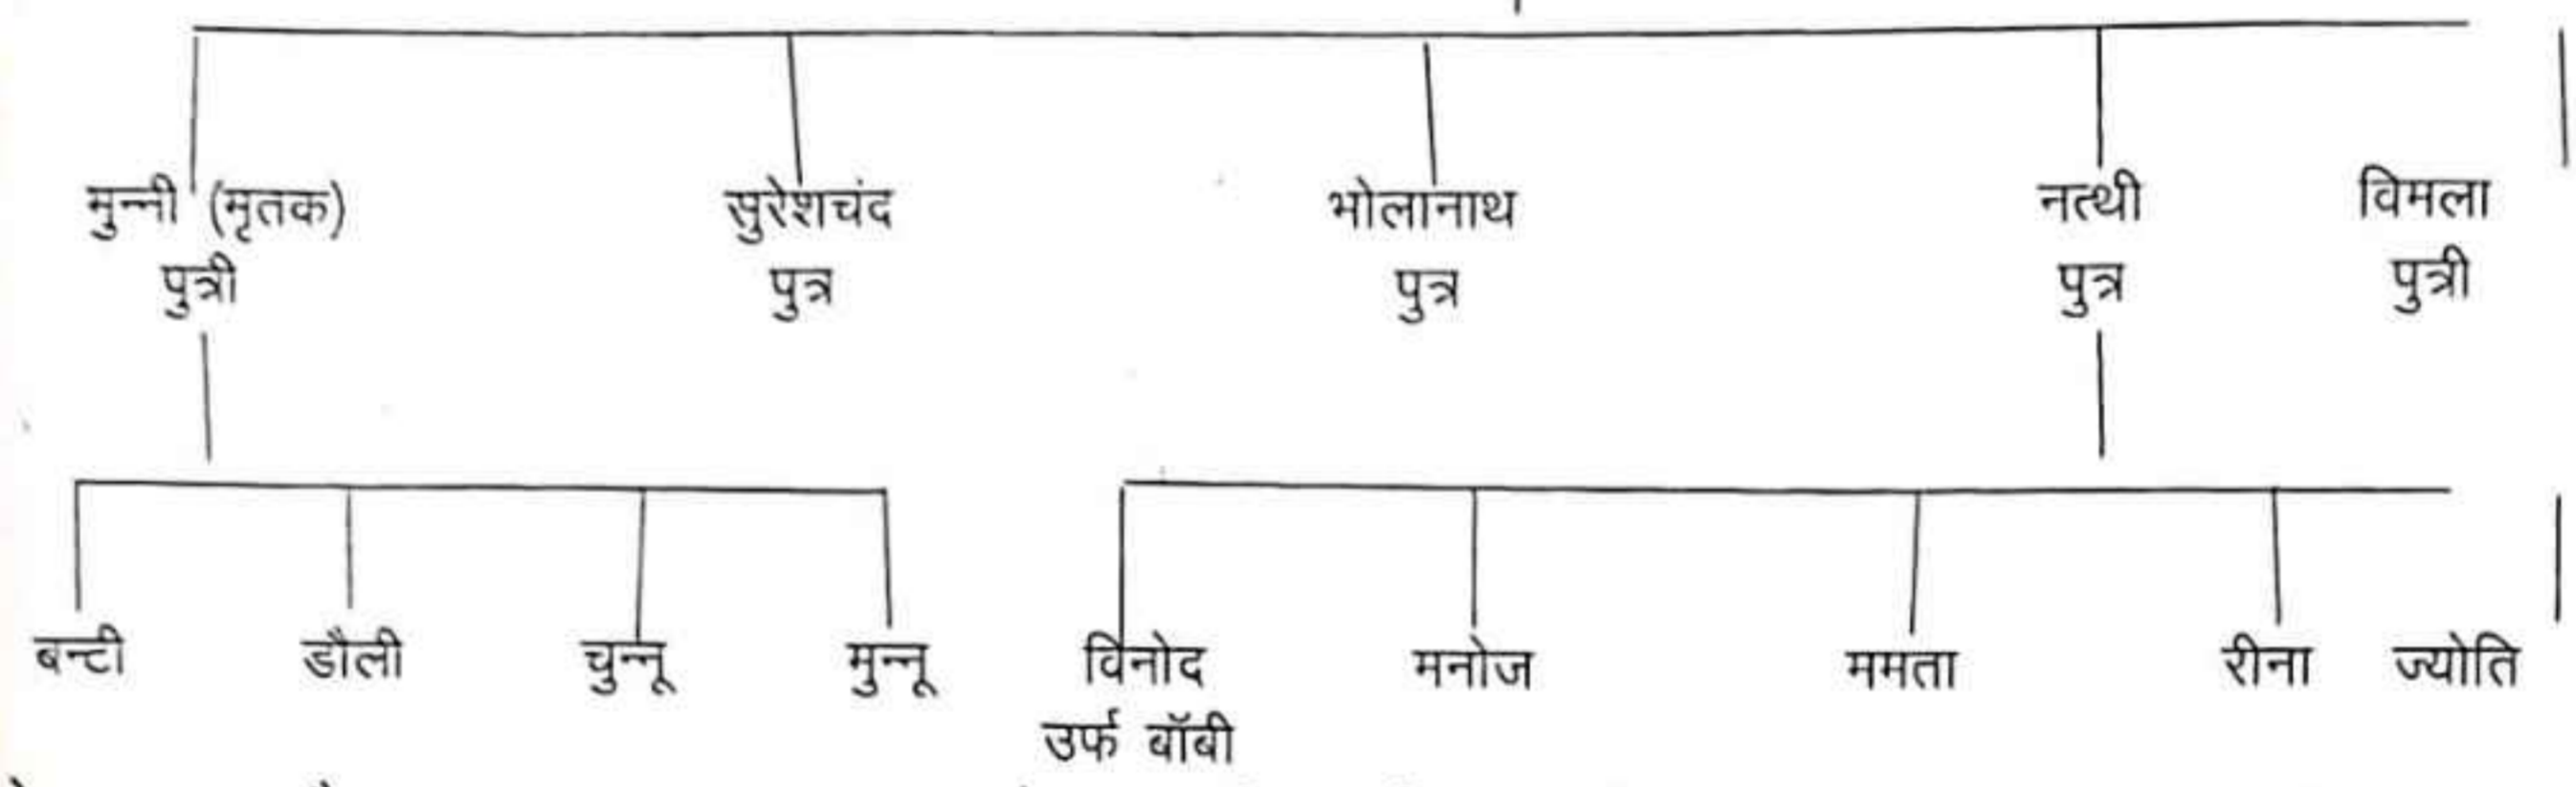 मुन्नी (मृतक) सुरेशचंद भोलानाथ नत्थी विमला
पुत्री पुत्र पुत्र पुत्र पुत्री
बन्टी डौली चुन्नू मुन्नू विनोद मनोज ममता रीना ज्योति
उर्फ बॉबी